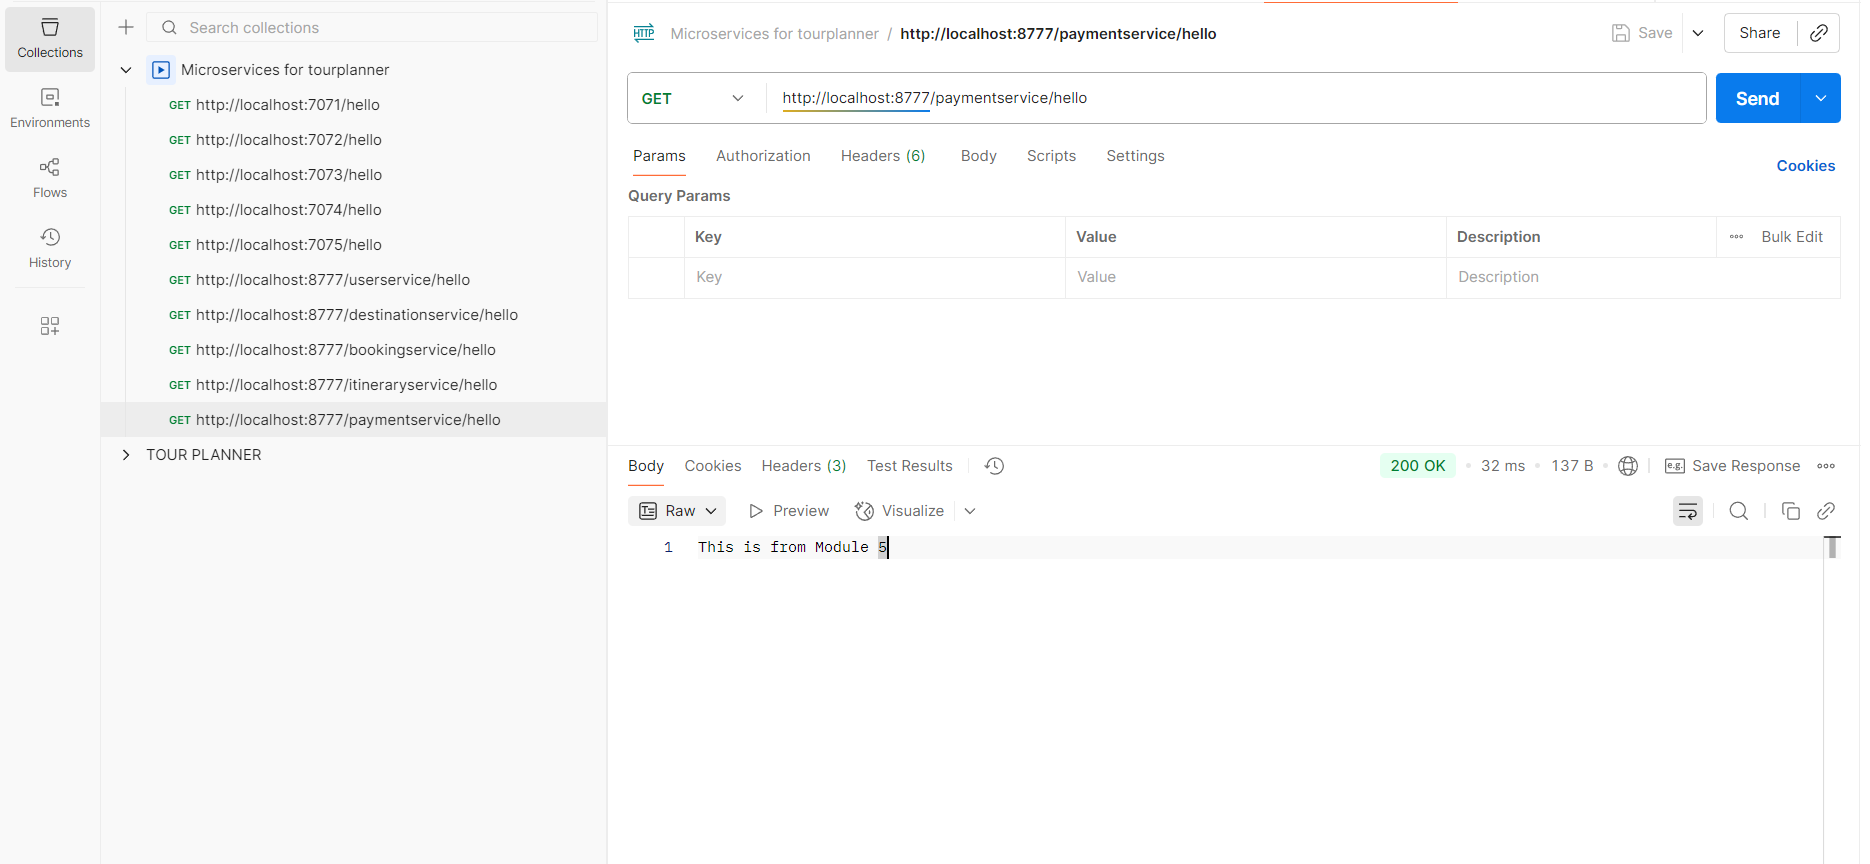 Collections
Environments
Flows
History
Search collections
Microservices for tourplanner
GET http://localhost:7071/hello
GET http://localhost:7072/hello
GET http://localhost:7073/hello
GET http://localhost:7074/hello
GET http://localhost:7075/hello
GET http://localhost:8777/userservice/hello
GET http://localhost:8777/destinationservice/hello
GET http://localhost:8777/bookingservice/hello
GET http://localhost:8777/itineraryservice/hello
GET http://localhost:8777/paymentservice/hello
TOUR PLANNER
HTTP Microservices for tourplanner / http://localhost:8777/paymentservice/hello Save Share
GET http://localhost:8777/paymentservice/hello Send
Params Authorization Headers (6) Body Scripts Settings Cookies
Query Params
Key Value Description Bulk Edit
Key Value Description
Body Cookies Headers (3) Test Results 200 OK 32 ms 137 B e.g. Save Response
Raw Preview Visualize
1 This is from Module 5